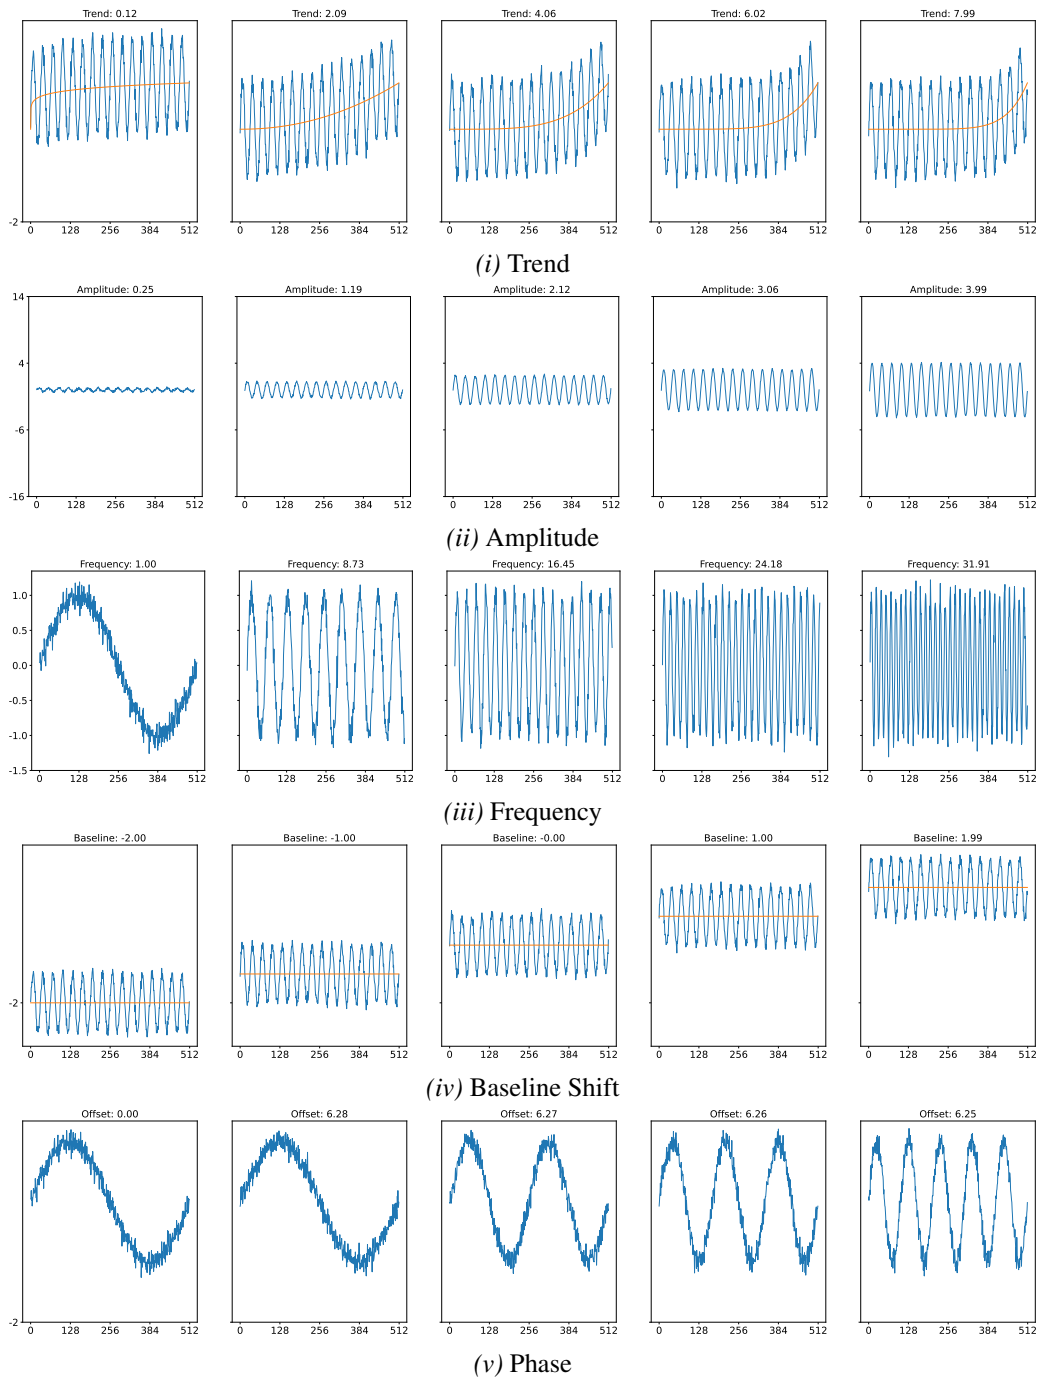 Trend: 0.12 Trend: 2.09 Trend: 4.06 Trend: 6.02 Trend: 7.99
-2
0 128 256 384 512 0 128 256 384 512 0 128 256 384 512 0 128 256 384 512 0 128 256 384 512
(i) Trend
Amplitude: 0.25 Amplitude: 1.19 Amplitude: 2.12 Amplitude: 3.06 Amplitude: 3.99
14
4
-6
-16
0 128 256 384 512 0 128 256 384 512 0 128 256 384 512 0 128 256 384 512 0 128 256 384 512
(ii) Amplitude
Frequency: 1.00 Frequency: 8.73 Frequency: 16.45 Frequency: 24.18 Frequency: 31.91
1.0
0.5
0.0
-0.5
-1.0
-1.5
0 128 256 384 512 0 128 256 384 512 0 128 256 384 512 0 128 256 384 512 0 128 256 384 512
(iii) Frequency
Baseline: -2.00 Baseline: -1.00 Baseline: -0.00 Baseline: 1.00 Baseline: 1.99
-2
0 128 256 384 512 0 128 256 384 512 0 128 256 384 512 0 128 256 384 512 0 128 256 384 512
(iv) Baseline Shift
Offset: 0.00 Offset: 6.28 Offset: 6.27 Offset: 6.26 Offset: 6.25
-2
0 128 256 384 512 0 128 256 384 512 0 128 256 384 512 0 128 256 384 512 0 128 256 384 512
(v) Phase